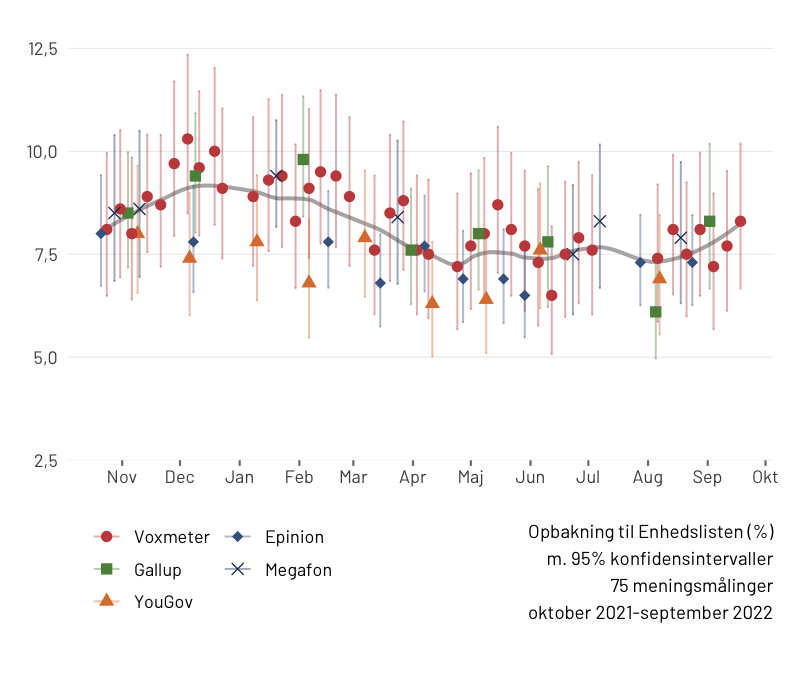 12,5
10,0
7,5
5,0
2,5
Nov Dec Jan Feb Mar Apr Maj Jun Jul Aug Sep Okt
Voxmeter Epinion
Gallup Megafon
YouGov
Opbakning til Enhedslisten (%)
m. 95% konfidensintervaller
75 meningsmålinger
oktober 2021-september 2022